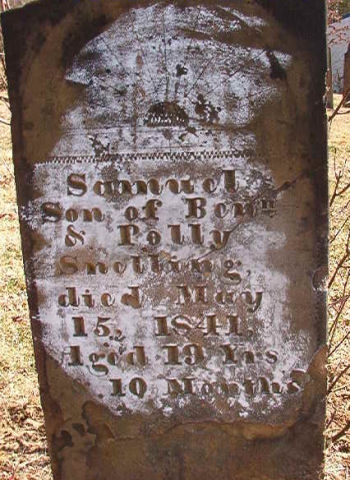 Samuel
Son of Benn
& Polly
Snelling,
died May
15, 1841,
Aged 19 Yrs
10 Months